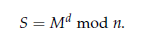 S = M^d mod n.